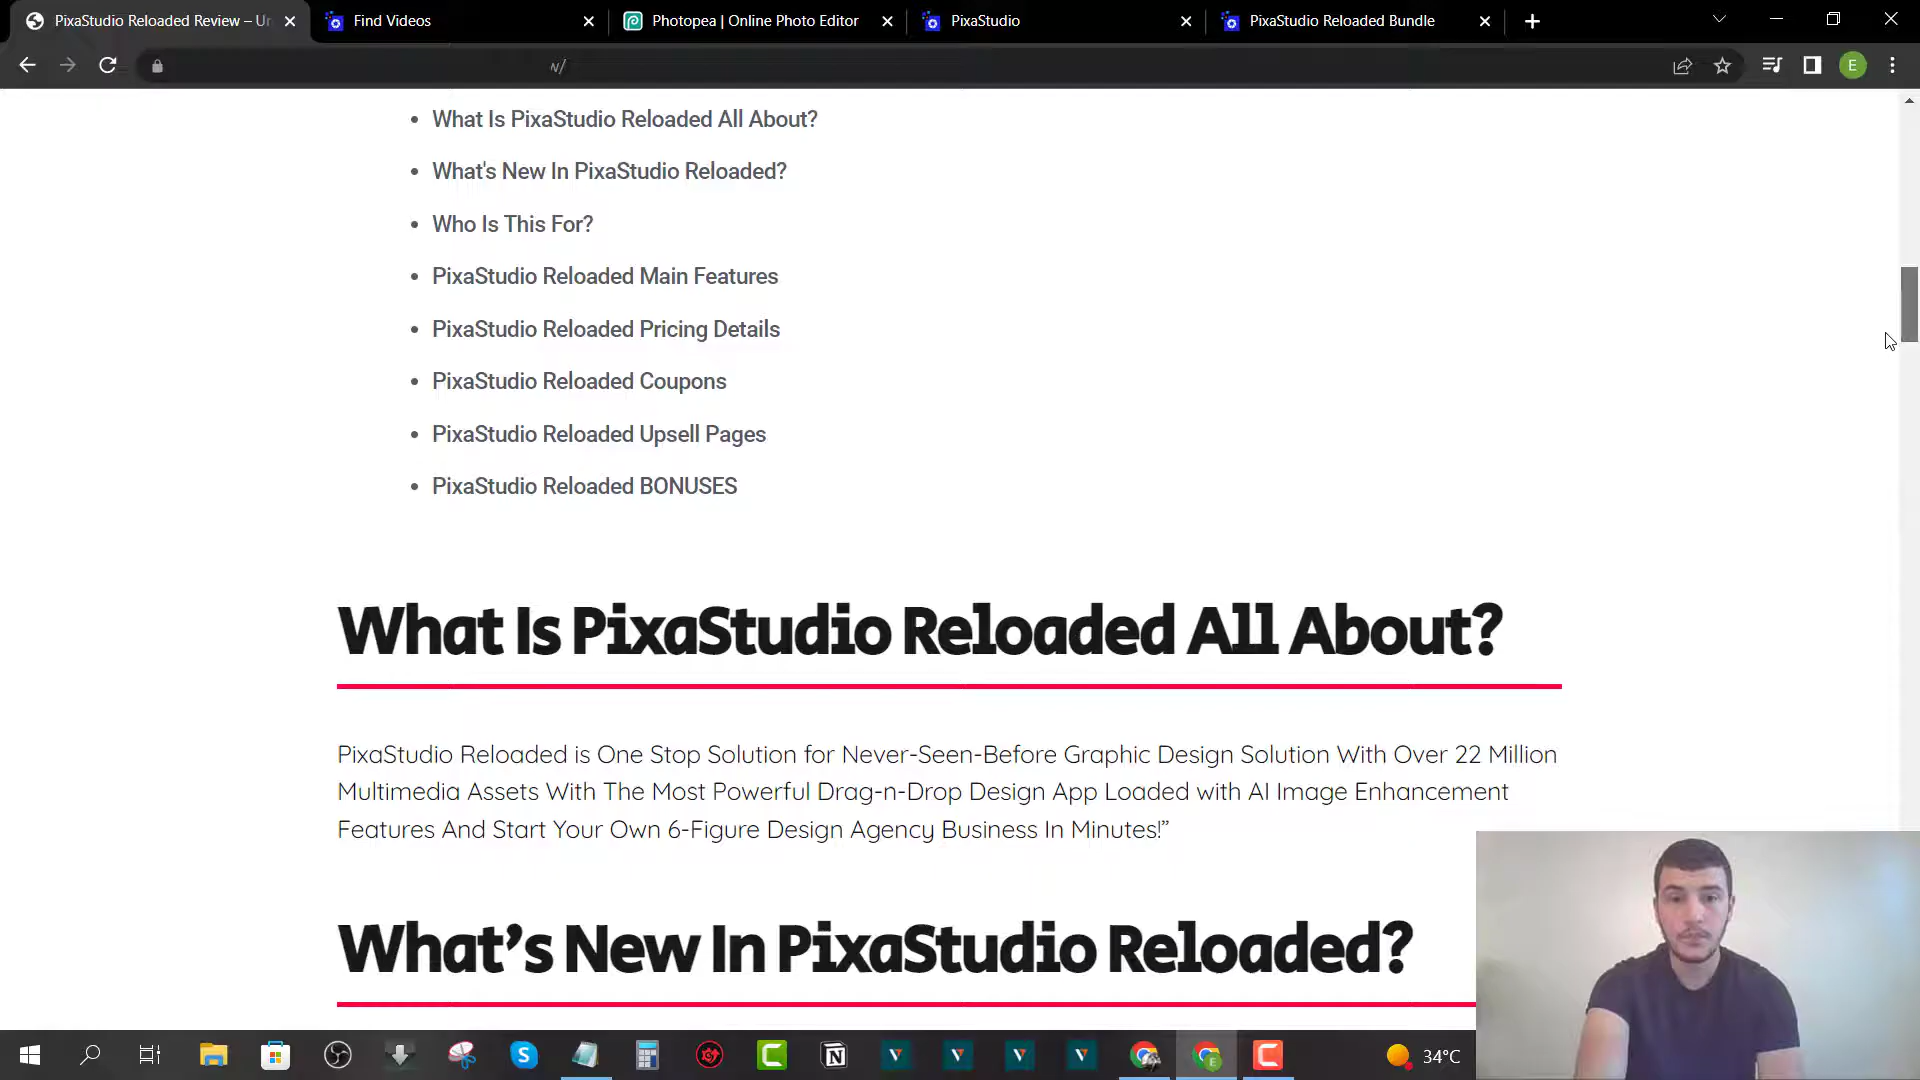 PixaStudio Reloaded Review – Un
Find Videos
Photopea | Online Photo Editor
PixaStudio
PixaStudio Reloaded Bundle
E
What Is PixaStudio Reloaded All About?
What's New In PixaStudio Reloaded?
Who Is This For?
PixaStudio Reloaded Main Features
PixaStudio Reloaded Pricing Details
PixaStudio Reloaded Coupons
PixaStudio Reloaded Upsell Pages
PixaStudio Reloaded BONUSES
What Is PixaStudio Reloaded All About?
PixaStudio Reloaded is One Stop Solution for Never-Seen-Before Graphic Design Solution With Over 22 Million
Multimedia Assets With The Most Powerful Drag-n-Drop Design App Loaded with AI Image Enhancement
Features And Start Your Own 6-Figure Design Agency Business In Minutes!”
What’s New In PixaStudio Reloaded?
34°C